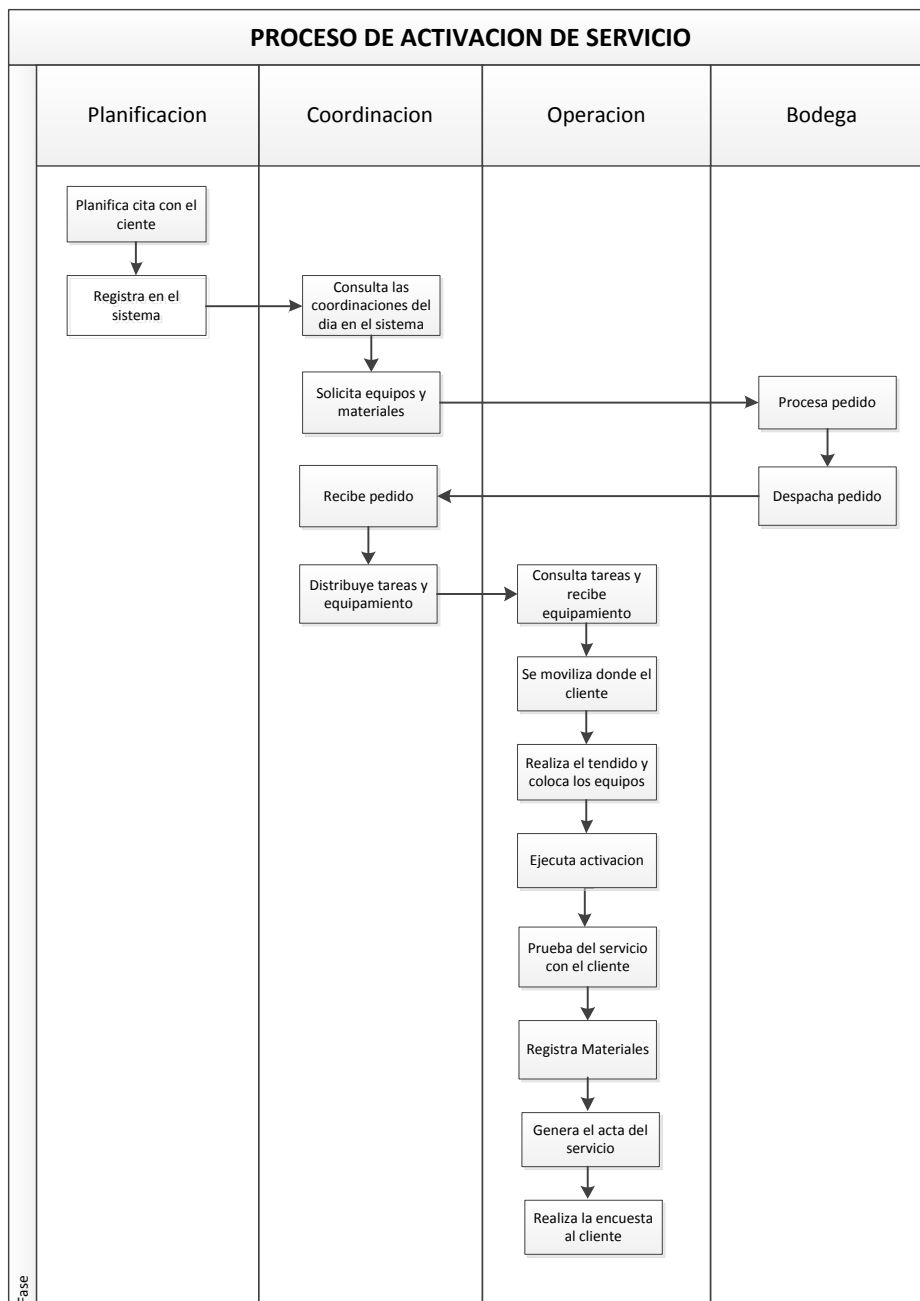 PROCESO DE ACTIVACION DE SERVICIO
Planificacion
Coordinacion
Operación
Bodega
Planifica cita con el
ciente
Registra en el
sistema
Consulta las
coordinaciones del
dia en el sistema
Solicita equipos y
materiales
Procesa pedido
Despacha pedido
Recibe pedido
Distribuye tareas y
equipamiento
Consulta tareas y
recibe
equipamiento
Se moviliza donde el
cliente
Realiza el tendido y
coloca los equipos
Ejecuta activacion
Prueba del servicio
con el cliente
Registra Materiales
Genera el acta del
servicio
Realiza la encuesta
al cliente
Fase